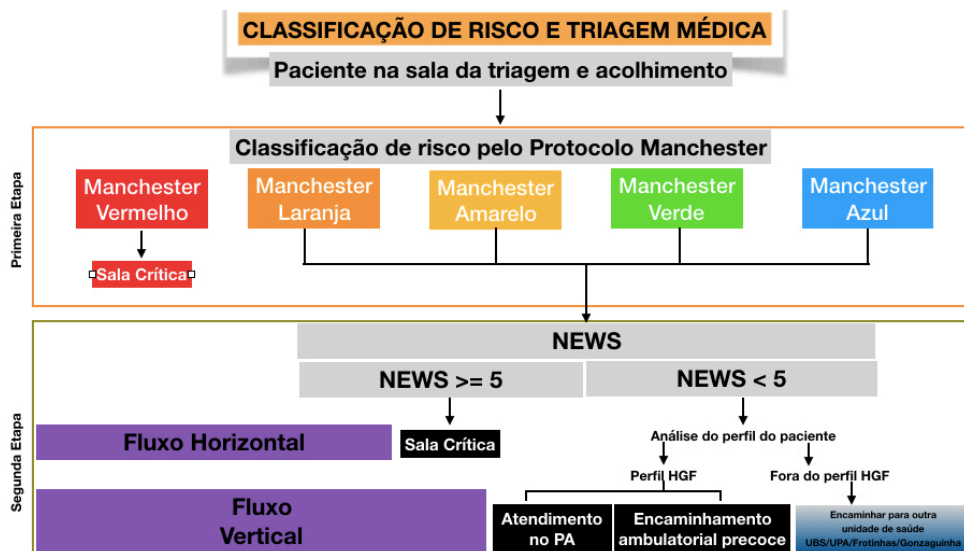 CLASSIFICAÇÃO DE RISCO E TRIAGEM MÉDICA
Paciente na sala da triagem e acolhimento
Primeira Etapa
Classificação de risco pelo Protocolo Manchester
Manchester
Vermelho
Manchester
Laranja
Manchester
Amarelo
Manchester
Verde
Manchester
Azul
Sala Crítica
Segunda Etapa
NEWS
NEWS >= 5
NEWS < 5
Fluxo Horizontal
Sala Crítica
Análise do perfil do paciente
Perfil HGF
Fora do perfil HGF
Fluxo
Vertical
Atendimento
no PA
Encaminhamento
ambulatorial precoce
Encaminhar para outra
unidade de saúde
UBS/UPA/Frotinhas/Gonzaguinha